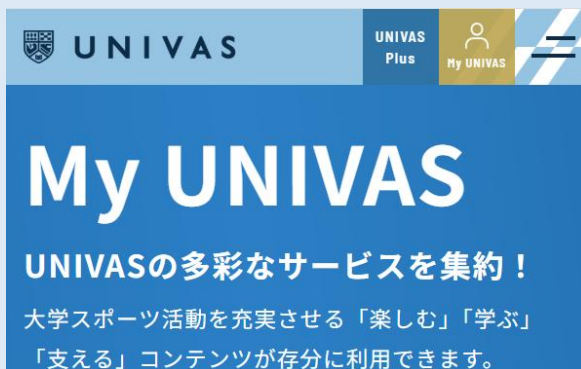 UNIVAS
UNIVAS
Plus
My UNIVAS
My UNIVAS
UNIVASの多彩なサービスを集約！
大学スポーツ活動を充実させる「楽しむ」「学ぶ」
「支える」コンテンツが存分に利用できます。